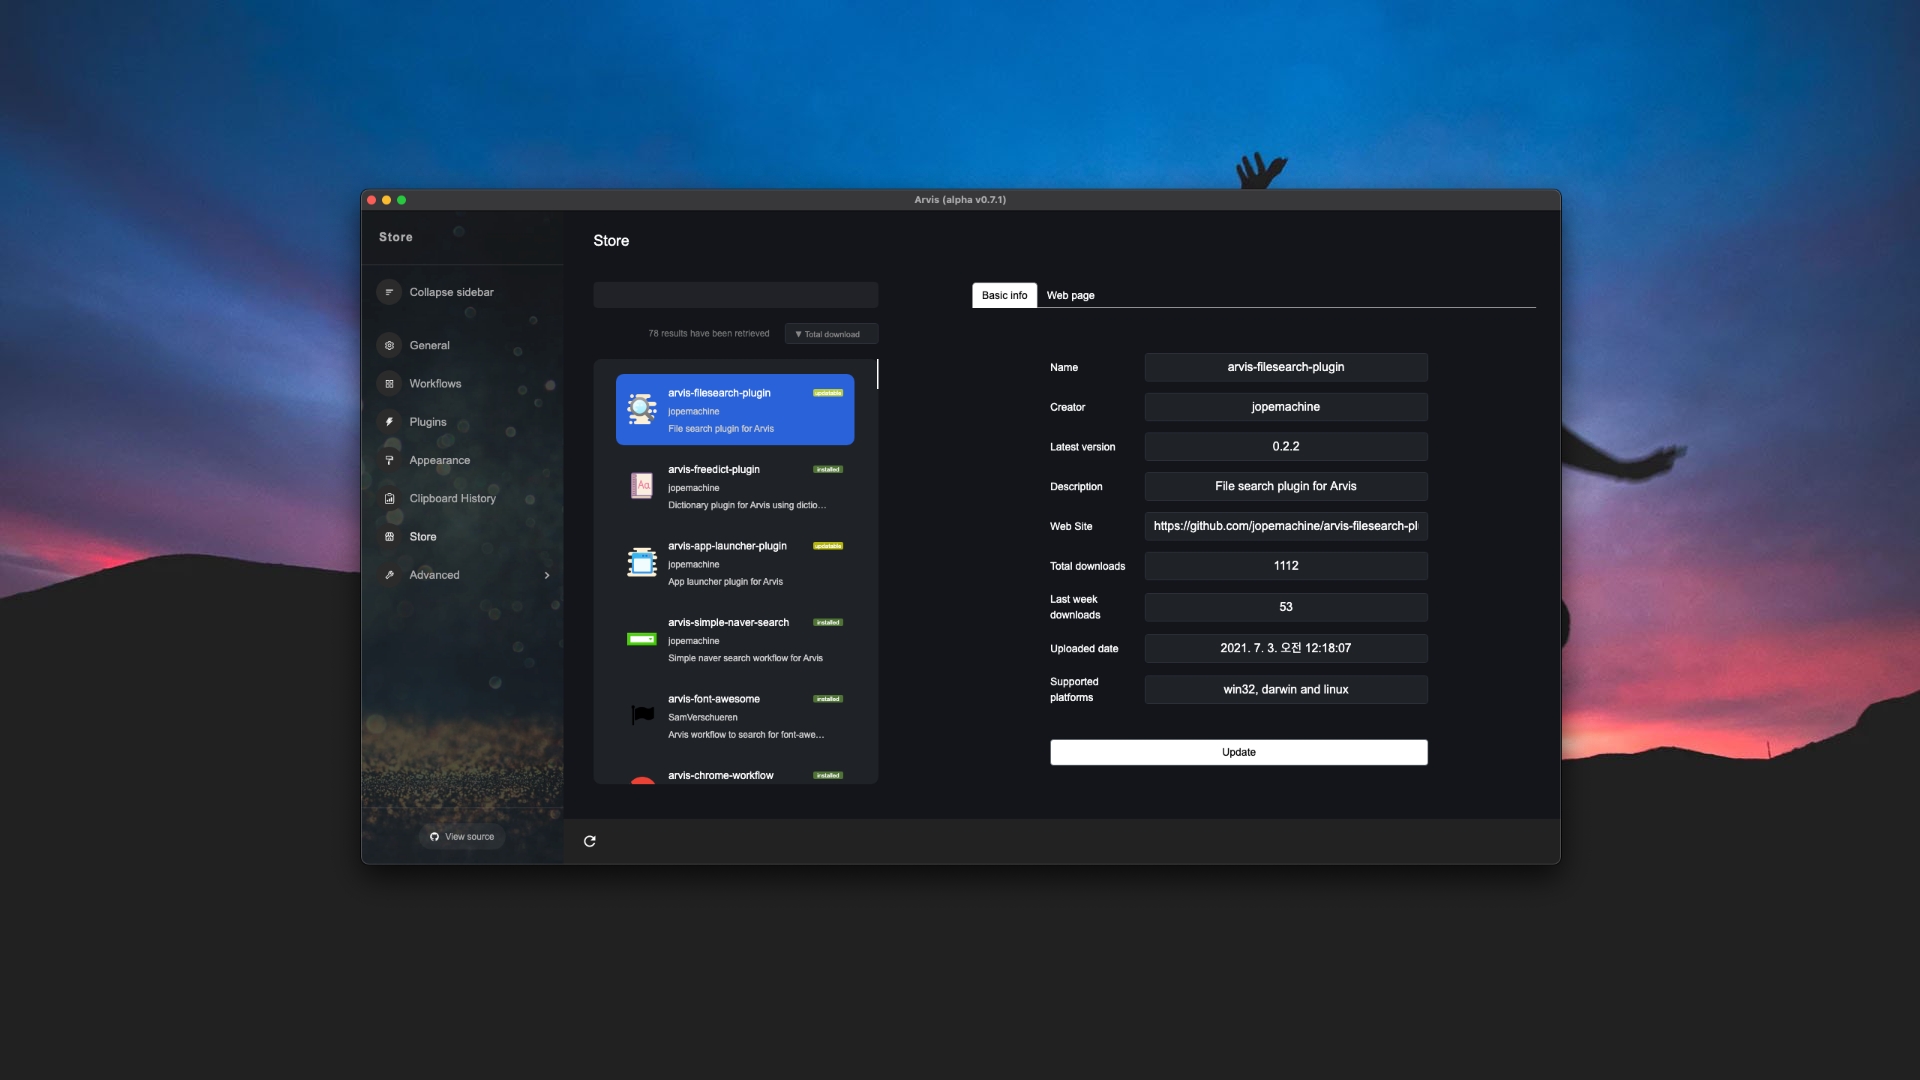 Arvis (alpha v0.7.1)
Store
Collapse sidebar
General
Workflows
Plugins
Appearance
Clipboard History
Store
Advanced
View source
Store
78 results have been retrieved
▼ Total download
arvis-filesearch-plugin
updatable
jopemachine
File search plugin for Arvis
arvis-freedict-plugin
installed
jopemachine
Dictionary plugin for Arvis using dictio...
arvis-app-launcher-plugin
updatable
jopemachine
App launcher plugin for Arvis
arvis-simple-naver-search
installed
jopemachine
Simple naver search workflow for Arvis
arvis-font-awesome
installed
SamVerschueren
Arvis workflow to search for font-awe...
arvis-chrome-workflow
installed
Basic info
Web page
Name
arvis-filesearch-plugin
Creator
jopemachine
Latest version
0.2.2
Description
File search plugin for Arvis
Web Site
https://github.com/jopemachine/arvis-filesearch-pl
Total downloads
1112
Last week
downloads
53
Uploaded date
2021. 7. 3. 오전 12:18:07
Supported
platforms
win32, darwin and linux
Update